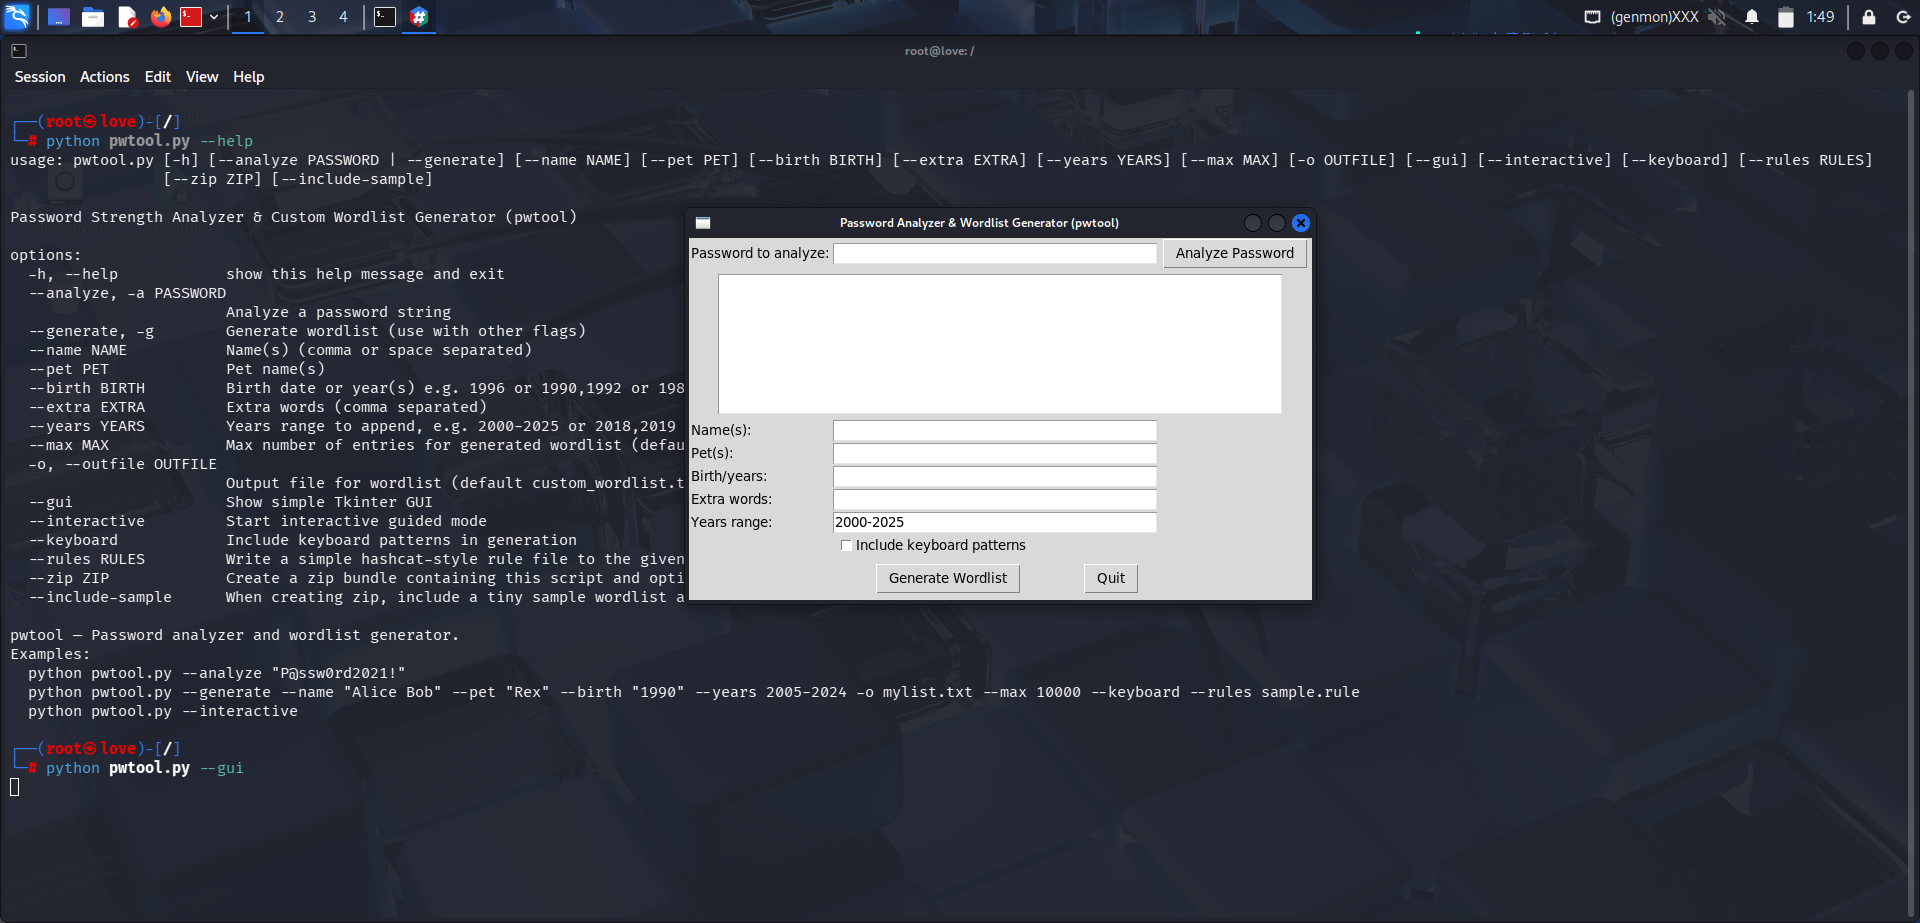 1 2 3 4 (genmon)XXX 1:49
root@love: /
Session Actions Edit View Help
(root㉿love)-[/]
# python pwtool.py --help
usage: pwtool.py [-h] [--analyze PASSWORD | --generate] [--name NAME] [--pet PET] [--birth BIRTH] [--extra EXTRA] [--years YEARS] [--max MAX] [-o OUTFILE] [--gui] [--interactive] [--keyboard] [--rules RULES]
[--zip ZIP] [--include-sample]
Password Strength Analyzer & Custom Wordlist Generator (pwtool)
options:
-h, --help show this help message and exit
--analyze, -a PASSWORD
Analyze a password string
--generate, -g Generate wordlist (use with other flags)
--name NAME Name(s) (comma or space separated)
--pet PET Pet name(s)
--birth BIRTH Birth date or year(s) e.g. 1996 or 1990,1992 or 198
--extra EXTRA Extra words (comma separated)
--years YEARS Years range to append, e.g. 2000-2025 or 2018,2019
--max MAX Max number of entries for generated wordlist (defau
-o, --outfile OUTFILE
Output file for wordlist (default custom_wordlist.t
--gui Show simple Tkinter GUI
--interactive Start interactive guided mode
--keyboard Include keyboard patterns in generation
--rules RULES Write a simple hashcat-style rule file to the given
--zip ZIP Create a zip bundle containing this script and opti
--include-sample When creating zip, include a tiny sample wordlist a
pwtool — Password analyzer and wordlist generator.
Examples:
python pwtool.py --analyze "P@ssw0rd2021!"
python pwtool.py --generate --name "Alice Bob" --pet "Rex" --birth "1990" --years 2005-2024 -o mylist.txt --max 10000 --keyboard --rules sample.rule
python pwtool.py --interactive
(root㉿love)-[/]
# python pwtool.py --gui
Password Analyzer & Wordlist Generator (pwtool)
Password to analyze: Analyze Password
Name(s):
Pet(s):
Birth/years:
Extra words:
Years range: 2000-2025
Include keyboard patterns
Generate Wordlist Quit